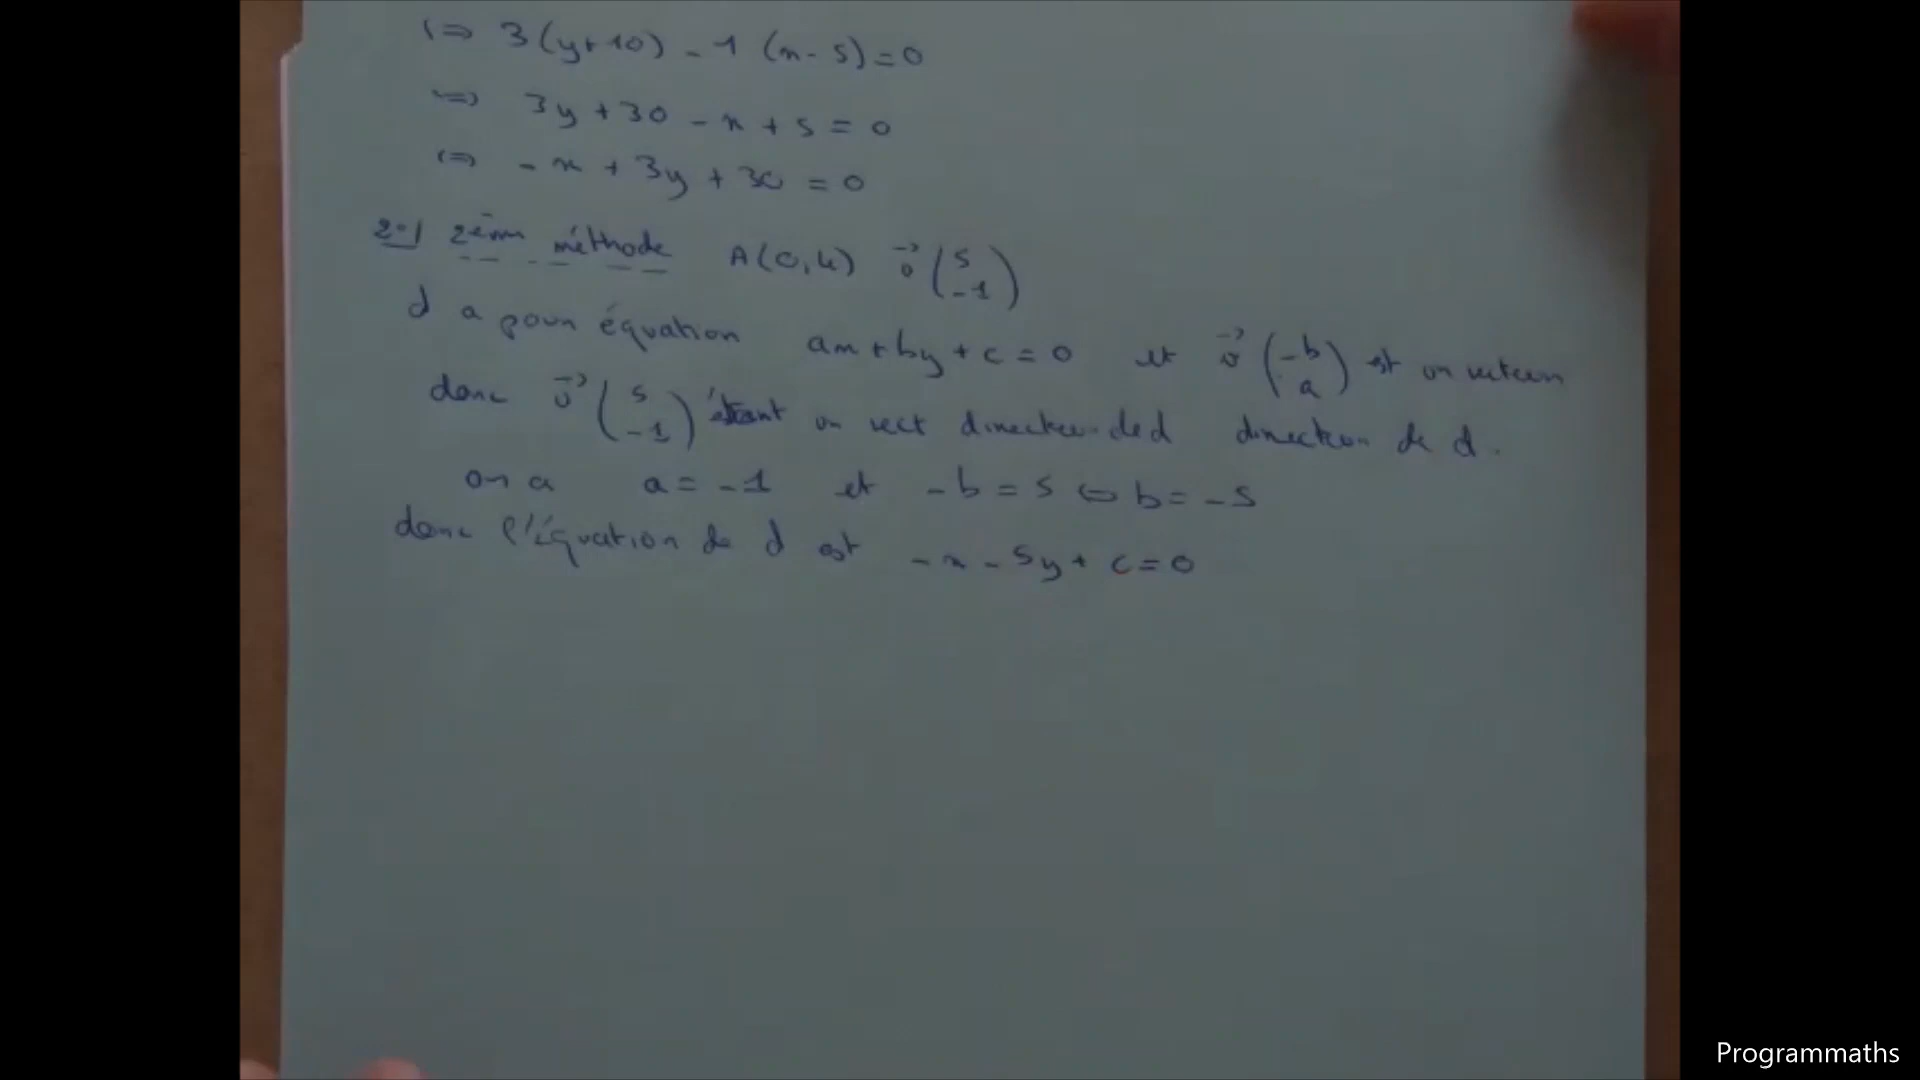 ⇔ 3(y+10) - 1 (x - 5) = 0
⇔ 3y + 30 - x + 5 = 0
⇔ - x + 3y + 30 = 0
2°/ 2ème méthode A(0,4) u⃗ (5 -1)
d a pour équation ax + by + c = 0 et u⃗ (-b a) est un vecteur
directeur de d.
donc u⃗ (5 -1) étant un vect directeur de d
on a a = -1 et -b = 5 ⇔ b = -5
donc l'équation de d est - x - 5y + c = 0
Programmaths